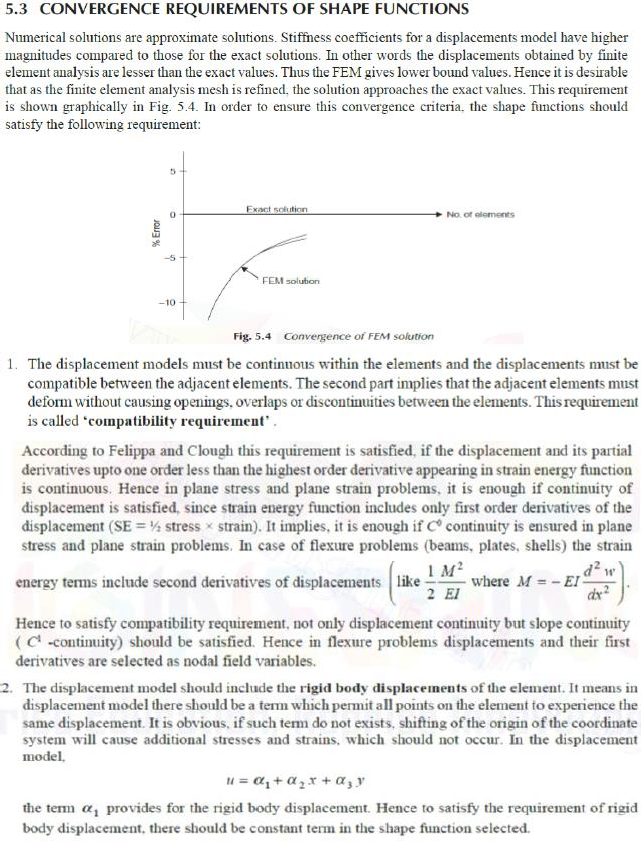 5.3 CONVERGENCE REQUIREMENTS OF SHAPE FUNCTIONS
Numerical solutions are approximate solutions. Stiffness coefficients for a displacements model have higher
magnitudes compared to those for the exact solutions. In other words the displacements obtained by finite
element analysis are lesser than the exact values. Thus the FEM gives lower bound values. Hence it is desirable
that as the finite element analysis mesh is refined, the solution approaches the exact values. This requirement
is shown graphically in Fig. 5.4. In order to ensure this convergence criteria, the shape functions should
satisfy the following requirement:
5
Exact solution
0
No. of elements
% Error
-5
FEM solution
-10
Fig. 5.4 Convergence of FEM solution
1. The displacement models must be continuous within the elements and the displacements must be
compatible between the adjacent elements. The second part implies that the adjacent elements must
deform without causing openings, overlaps or discontinuities between the elements. This requirement
is called 'compatibility requirement'.
According to Felippa and Clough this requirement is satisfied, if the displacement and its partial
derivatives upto one order less than the highest order derivative appearing in strain energy function
is continuous. Hence in plane stress and plane strain problems, it is enough if continuity of
displacement is satisfied, since strain energy function includes only first order derivatives of the
displacement (SE = ½ stress × strain). It implies, it is enough if C⁰ continuity is ensured in plane
stress and plane strain problems. In case of flexure problems (beams, plates, shells) the strain
energy terms include second derivatives of displacements (like 1/2 M²/EI where M = − EI d²w/dx²).
Hence to satisfy compatibility requirement, not only displacement continuity but slope continuity
( C¹ -continuity) should be satisfied. Hence in flexure problems displacements and their first
derivatives are selected as nodal field variables.
2. The displacement model should include the rigid body displacements of the element. It means in
displacement model there should be a term which permit all points on the element to experience the
same displacement. It is obvious, if such term do not exists, shifting of the origin of the coordinate
system will cause additional stresses and strains, which should not occur. In the displacement
model,
u = α₁ + α₂ x + α₃ y
the term α₁ provides for the rigid body displacement. Hence to satisfy the requirement of rigid
body displacement, there should be constant term in the shape function selected.